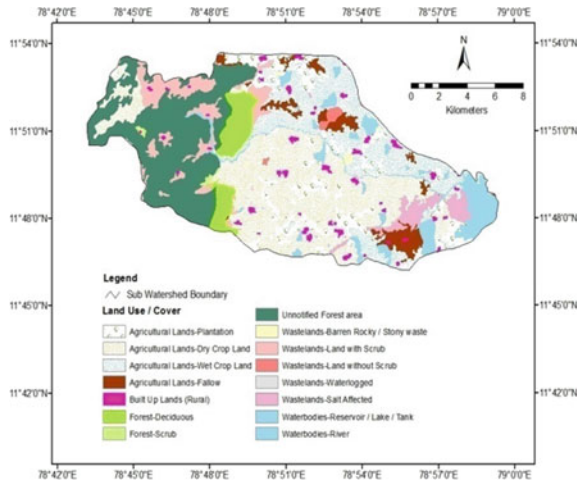 78°42'0"E 78°45'0"E 78°48'0"E 78°51'0"E 78°54'0"E 78°57'0"E 79°0'0"E
11°54'0"N 11°54'0"N
N
0 2 4 6 8
Kilometers
11°51'0"N 11°51'0"N
11°48'0"N 11°48'0"N
11°45'0"N 11°45'0"N
11°42'0"N 11°42'0"N
Legend
Sub Watershed Boundary
Land Use / Cover
Agricultural Lands-Plantation
Agricultural Lands-Dry Crop Land
Agricultural Lands-Wet Crop Land
Agricultural Lands-Fallow
Built Up Lands (Rural)
Forest-Deciduous
Forest-Scrub
Unnotified Forest area
Wastelands-Barren Rocky / Stony waste
Wastelands-Land with Scrub
Wastelands-Land without Scrub
Wastelands-Waterlogged
Wastelands-Salt Affected
Waterbodies-Reservoir / Lake / Tank
Waterbodies-River
78°42'0"E 78°45'0"E 78°48'0"E 78°51'0"E 78°54'0"E 78°57'0"E 79°0'0"E